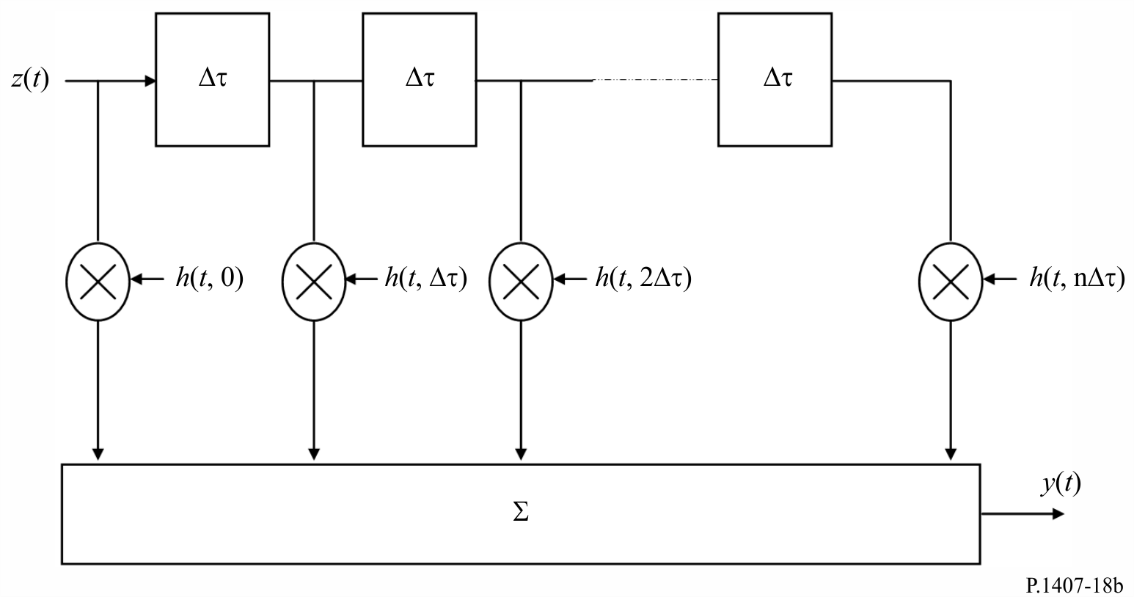 z(t)
Δτ
Δτ
Δτ
h(t, 0)
h(t, Δτ)
h(t, 2Δτ)
h(t, nΔτ)
Σ
y(t)
P.1407-18b